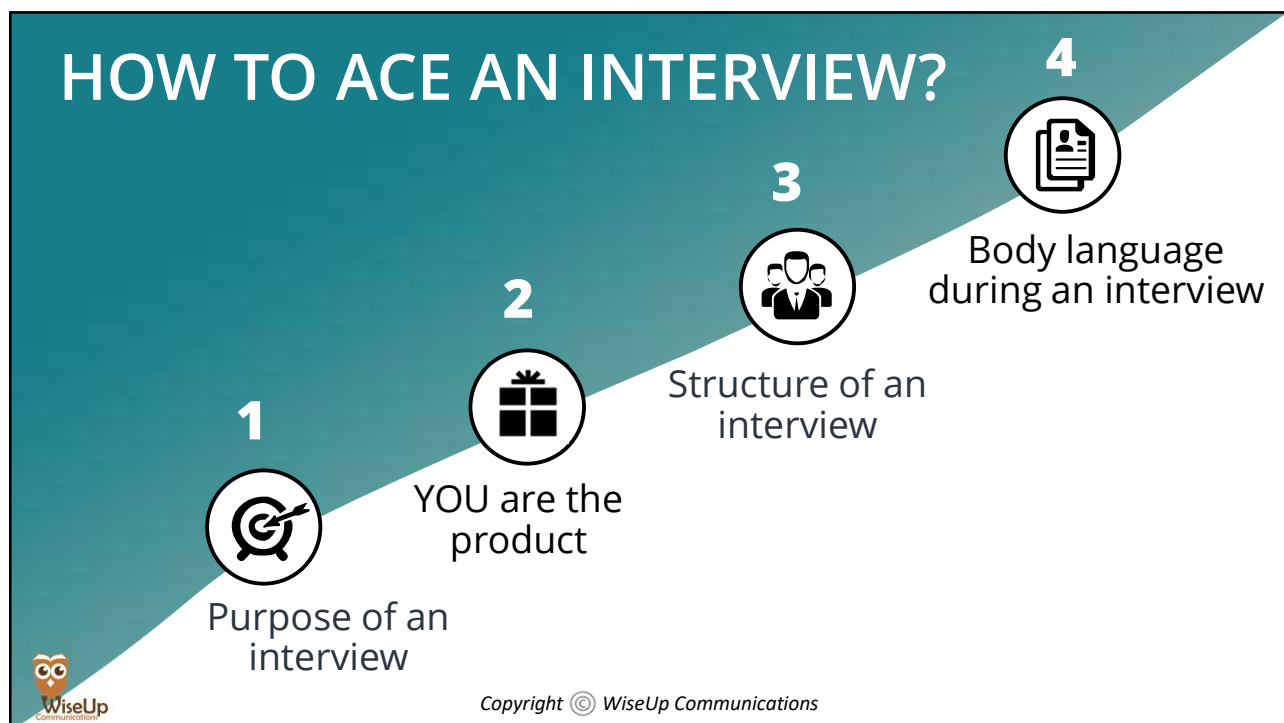 HOW TO ACE AN INTERVIEW?
1
Purpose of an
interview
2
YOU are the
product
3
Structure of an
interview
4
Body language
during an interview
WiseUp
Communications
Copyright © WiseUp Communications